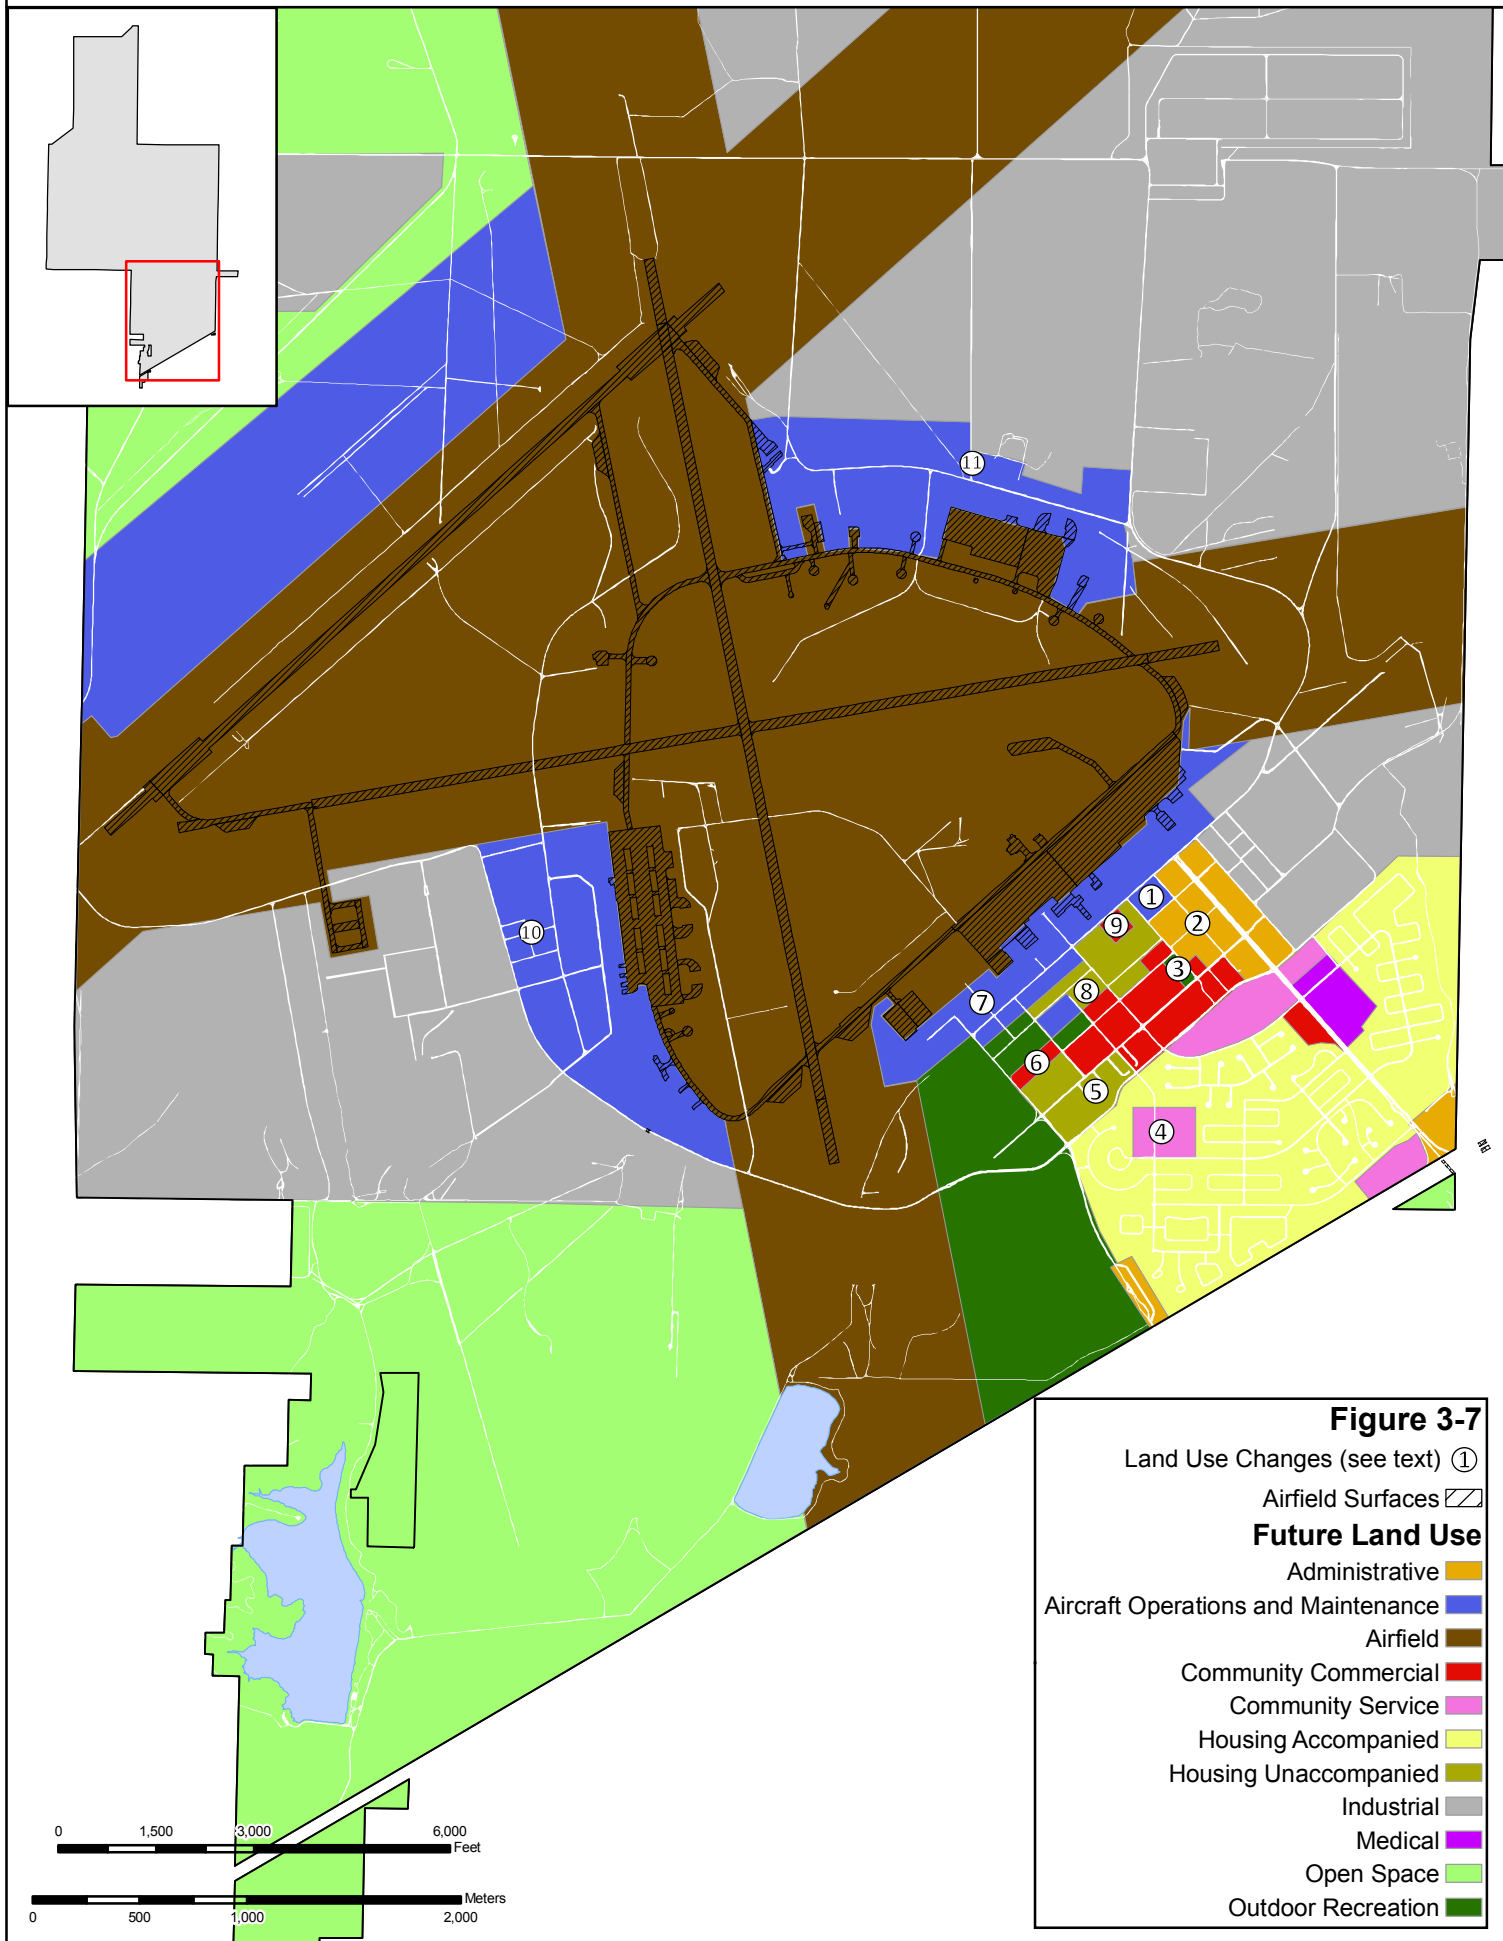 ⑪
①
⑨
②
⑩
③
⑧
⑦
⑥
⑤
④
Figure 3-7
Land Use Changes (see text) ①
Airfield Surfaces
Future Land Use
Administrative
Aircraft Operations and Maintenance
Airfield
Community Commercial
Community Service
Housing Accompanied
Housing Unaccompanied
Industrial
Medical
Open Space
Outdoor Recreation
0 1,500 3,000 6,000
Feet
Meters
0 500 1,000 2,000